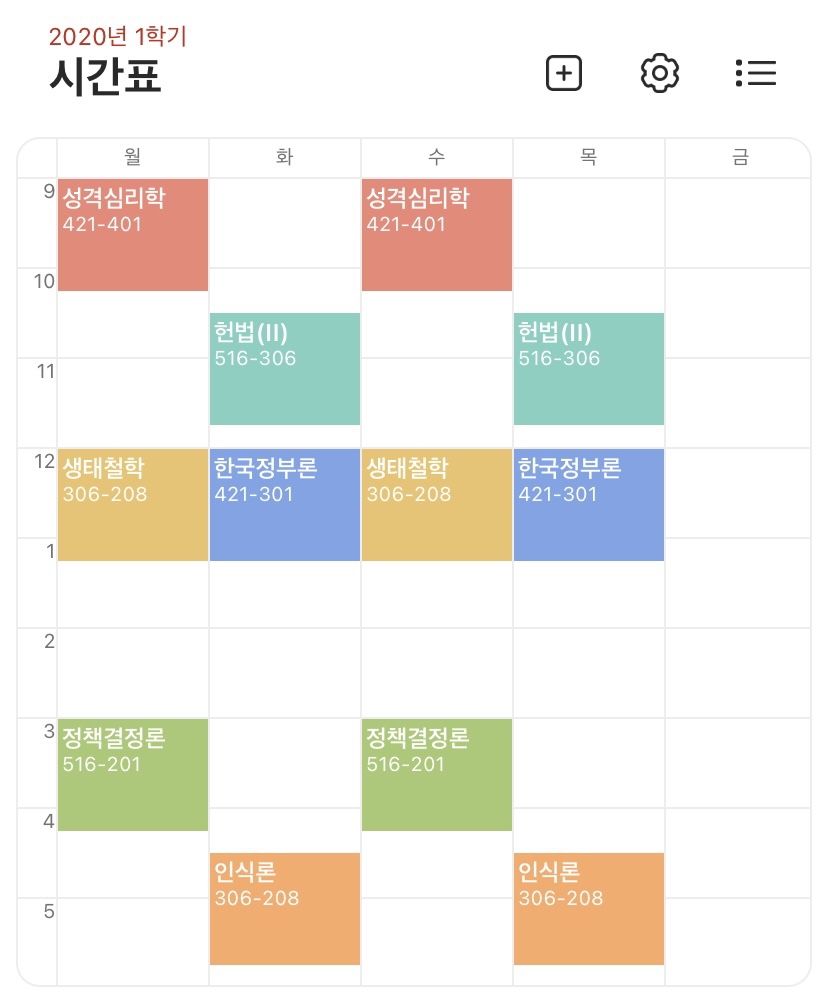 2020년 1학기
시간표
월 화 수 목 금
9
성격심리학
421-401
성격심리학
421-401
10
헌법(II)
516-306
헌법(II)
516-306
11
12
생태철학
306-208
한국정부론
421-301
생태철학
306-208
한국정부론
421-301
1
2
3
정책결정론
516-201
정책결정론
516-201
4
인식론
306-208
인식론
306-208
5